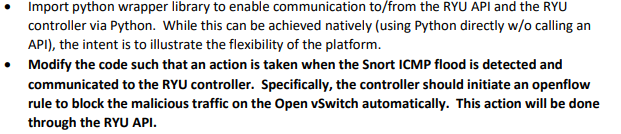 • Import python wrapper library to enable communication to/from the RYU API and the RYU
controller via Python.  While this can be achieved natively (using Python directly w/o calling an
API), the intent is to illustrate the flexibility of the platform.
• Modify the code such that an action is taken when the Snort ICMP flood is detected and
communicated to the RYU controller.  Specifically, the controller should initiate an openflow
rule to block the malicious traffic on the Open vSwitch automatically.  This action will be done
through the RYU API.